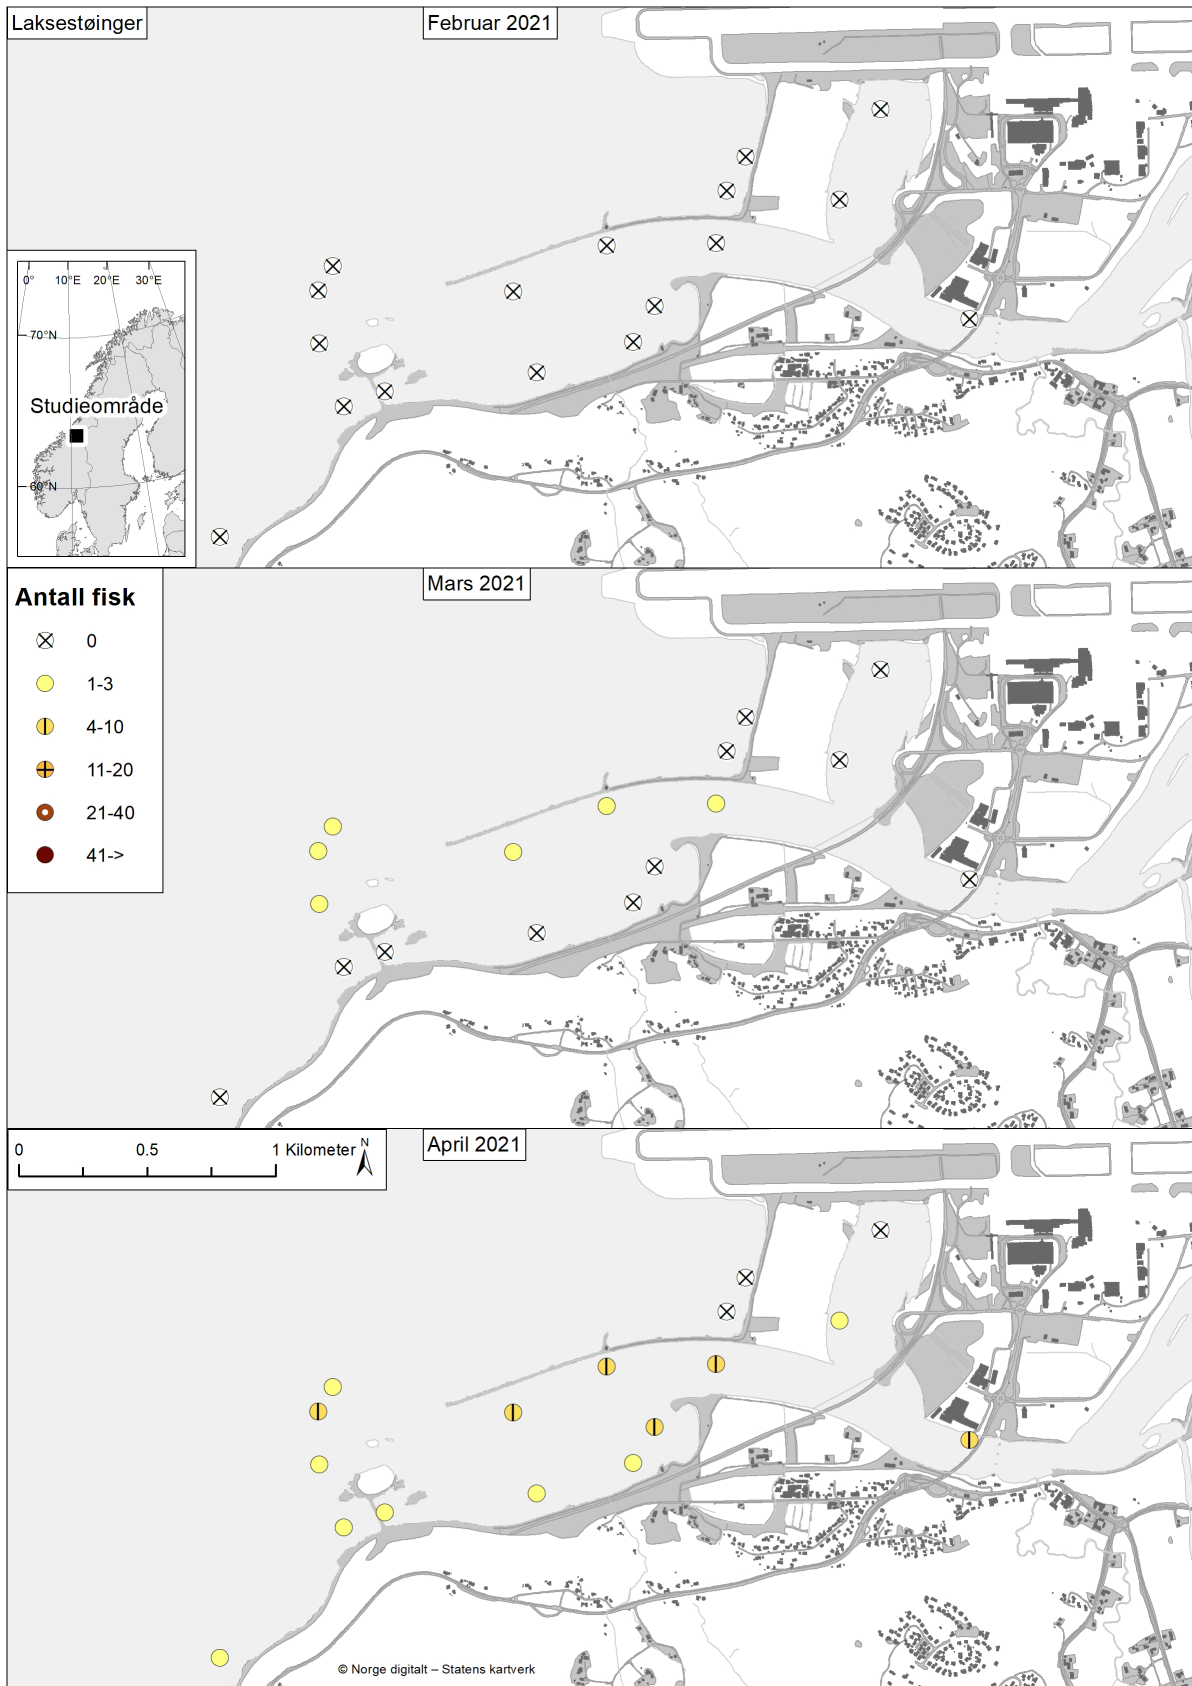 Laksestøinger
Februar 2021
0° 10°E 20°E 30°E
70°N
Studieområde
60°N
Mars 2021
Antall fisk
0
1-3
4-10
11-20
21-40
41->
April 2021
0 0.5 1 Kilometer N
© Norge digitalt – Statens kartverk